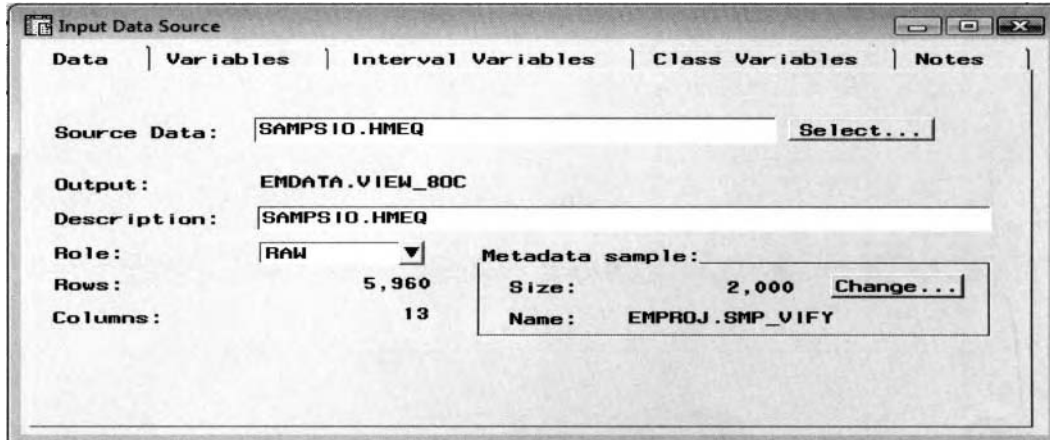 Input Data Source
Data Variables Interval Variables Class Variables Notes
Source Data: SAMPSIO.HMEQ Select...
Output: EMDATA.VIEW_8OC
Description: SAMPSIO.HMEQ
Role: RAW Metadata sample:
Rows: 5,960 Size: 2,000 Change...
Columns: 13 Name: EMPROJ.SMP_VIFY